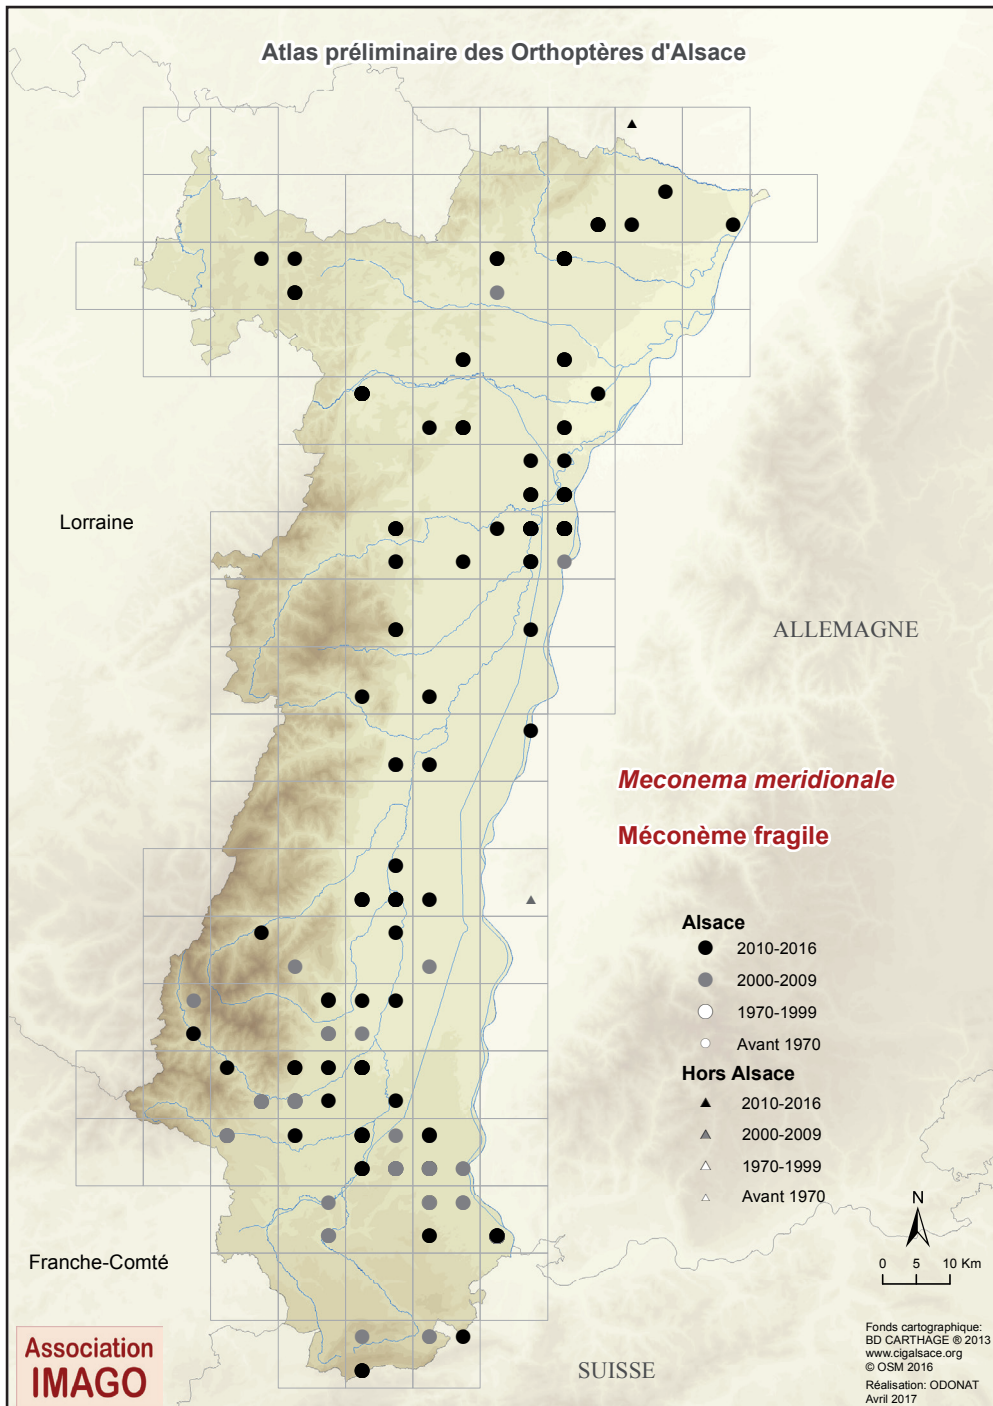 Atlas préliminaire des Orthoptères d'Alsace
Lorraine
ALLEMAGNE
Meconema meridionale
Méconème fragile
Alsace
2010-2016
2000-2009
1970-1999
Avant 1970
Hors Alsace
2010-2016
2000-2009
1970-1999
Avant 1970
N
0 5 10 Km
Franche-Comté
SUISSE
Association
IMAGO
Fonds cartographique:
BD CARTHAGE ® 2013
www.cigalsace.org
© OSM 2016
Réalisation: ODONAT
Avril 2017